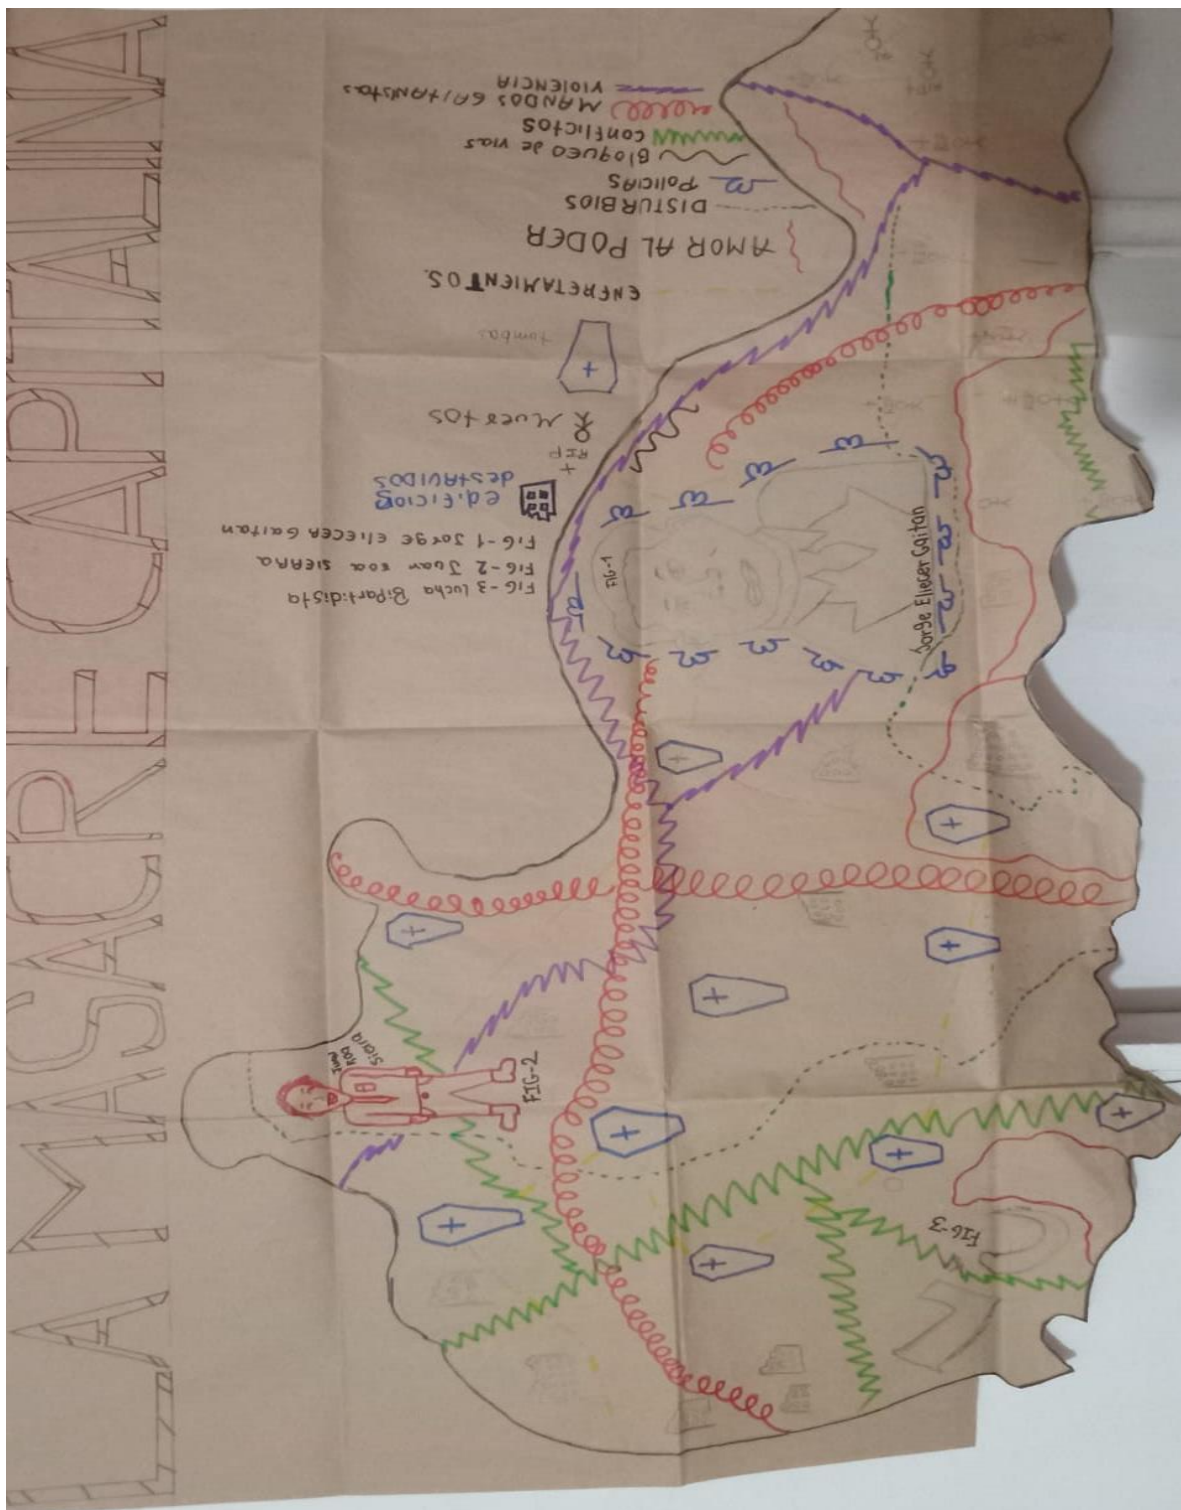 LA MASACRE CAPITALINA
VIOLENCIA
MANDOS GAITANISTAS
CONFLICTOS
Bloqueo de vias
POLICIAS
DISTURBIOS
AMOR AL PODER
ENFRETAMIENTOS.
tumbas
Muertos
RIP
edificios
destruidos
FIG-1 Jorge ELIECER Gaitan
FIG-2 Juan roa SIERRA
FIG-3 lucha Bipartidista
FIG-1
Jorge Eliecer Gaitan
Juan
Roa
Sierra
FIG-2
FIG-3